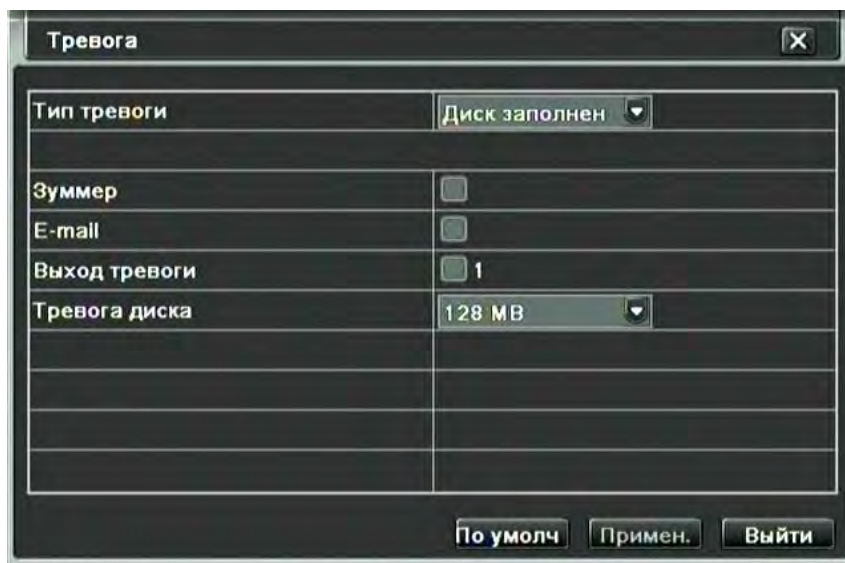 Тревога
Тип тревоги Диск заполнен
Зуммер
E-mail
Выход тревоги 1
Тревога диска 128 MB
По умолч Примен. Выйти